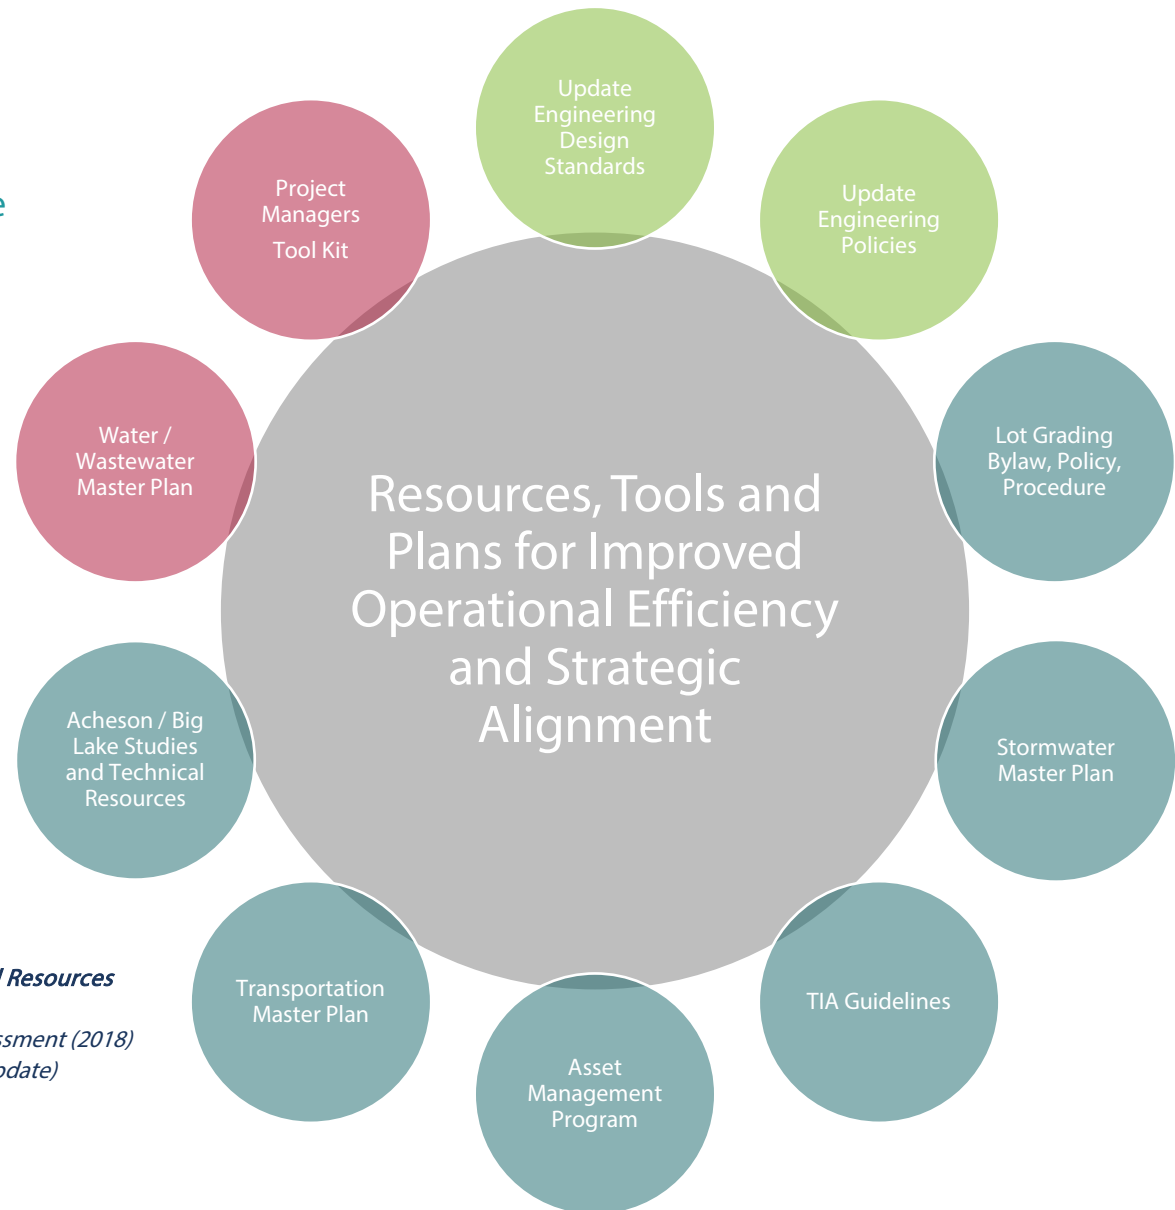 Update
Engineering
Design
Standards
Update
Engineering
Policies
Lot Grading
Bylaw, Policy,
Procedure
Stormwater
Master Plan
TIA Guidelines
Asset
Management
Program
Transportation
Master Plan
Acheson / Big
Lake Studies
and Technical
Resources
Water /
Wastewater
Master Plan
Project
Managers
Tool Kit
Resources, Tools and
Plans for Improved
Operational Efficiency
and Strategic
Alignment
Resources
(2018)